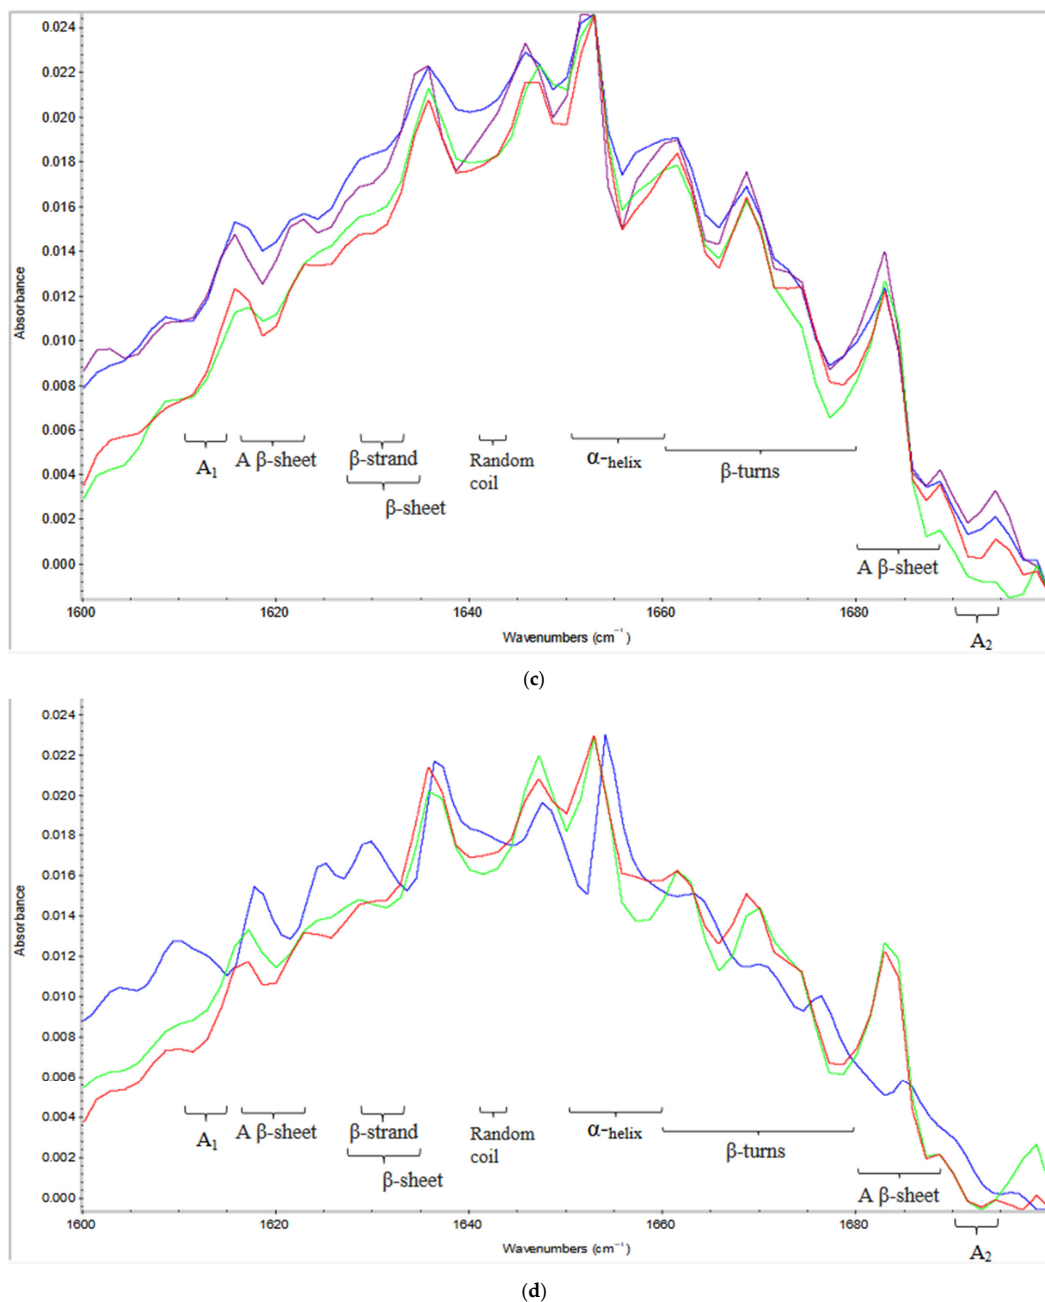 0.024
0.022
0.020
0.018
0.016
0.014
0.012
0.010
0.008
0.006
0.004
0.002
0.000
Absorbance
A1
A β-sheet
β-strand
β-sheet
Random
coil
α-helix
β-turns
A β-sheet
A2
1600
1620
1640
1660
1680
Wavenumbers (cm⁻¹)
(c)
0.024
0.022
0.020
0.018
0.016
0.014
0.012
0.010
0.008
0.006
0.004
0.002
0.000
Absorbance
A1
A β-sheet
β-strand
β-sheet
Random
coil
α-helix
β-turns
A β-sheet
A2
1600
1620
1640
1660
1680
Wavenumbers (cm⁻¹)
(d)